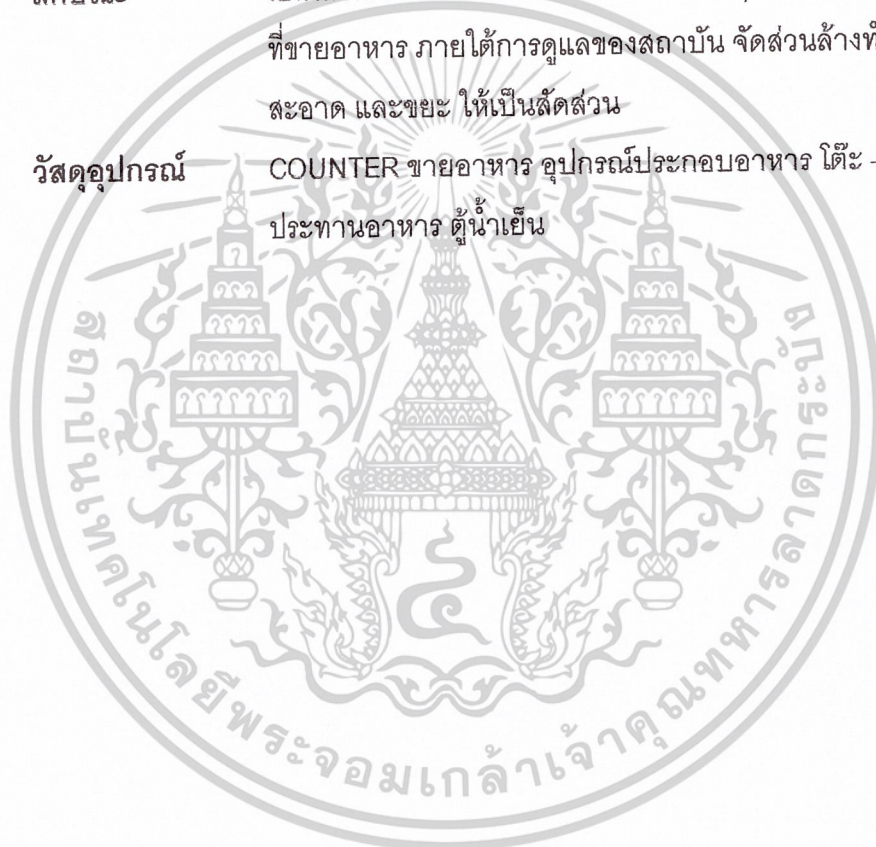 ที่ขายอาหาร ภายใต้การดูแลของสถาบัน จัดส่วนล้าง
สะอาด และขยะ ให้เป็นสัดส่วน
วัสดุอุปกรณ์ COUNTER ขายอาหาร อุปกรณ์ประกอบอาหาร โต๊ะ -
ประทานอาหาร ตู้น้ำเย็น
สถาบันเทคโนโลยีพระจอมเกล้าเจ้าคุณทหารลาดกระบัง